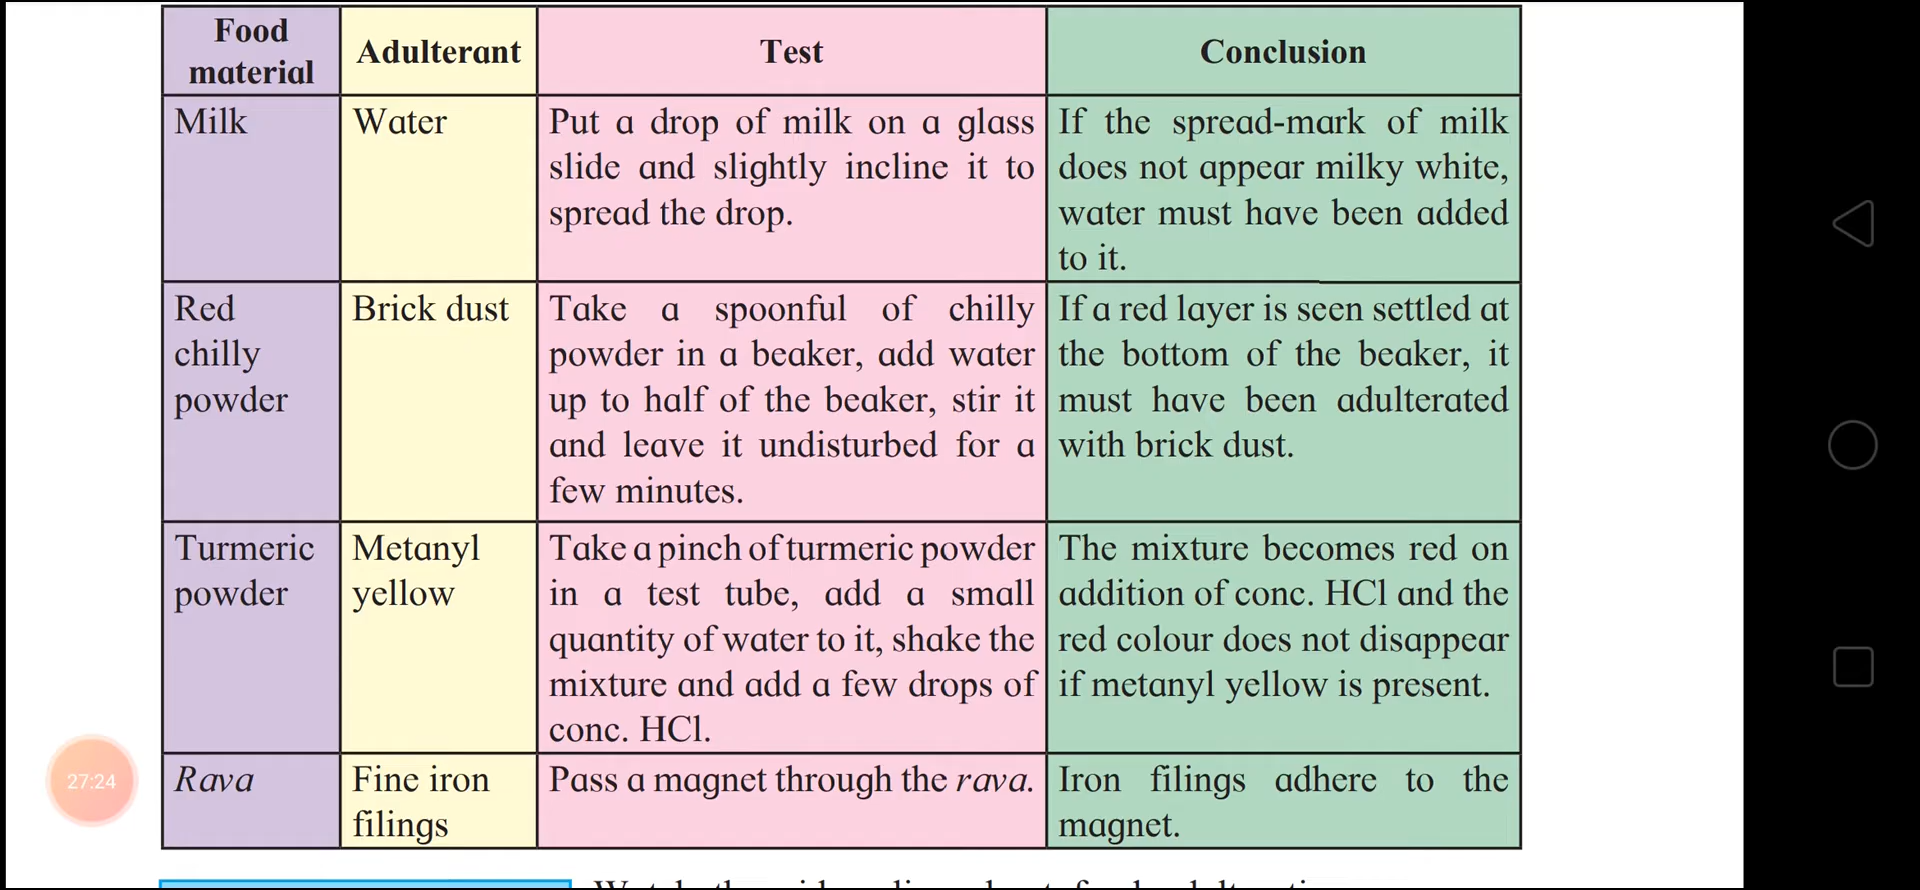 Food
material
Adulterant
Test
Conclusion
Milk
Water
Put a drop of milk on a glass
slide and slightly incline it to
spread the drop.
If the spread-mark of milk
does not appear milky white,
water must have been added
to it.
Red
chilly
powder
Brick dust
Take a spoonful of chilly
powder in a beaker, add water
up to half of the beaker, stir it
and leave it undisturbed for a
few minutes.
If a red layer is seen settled at
the bottom of the beaker, it
must have been adulterated
with brick dust.
Turmeric
powder
Metanyl
yellow
Take a pinch of turmeric powder
in a test tube, add a small
quantity of water to it, shake the
mixture and add a few drops of
conc. HCl.
The mixture becomes red on
addition of conc. HCl and the
red colour does not disappear
if metanyl yellow is present.
Rava
Fine iron
filings
Pass a magnet through the rava.
Iron filings adhere to the
magnet.
27:24